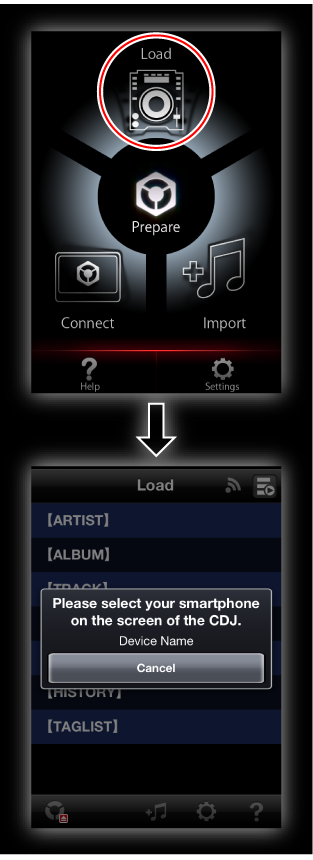 Load
Prepare
Connect
Import
Help
Settings
Load
【ARTIST】
【ALBUM】
【TRACK】
Please select your smartphone
on the screen of the CDJ.
Device Name
Cancel
【HISTORY】
【TAGLIST】